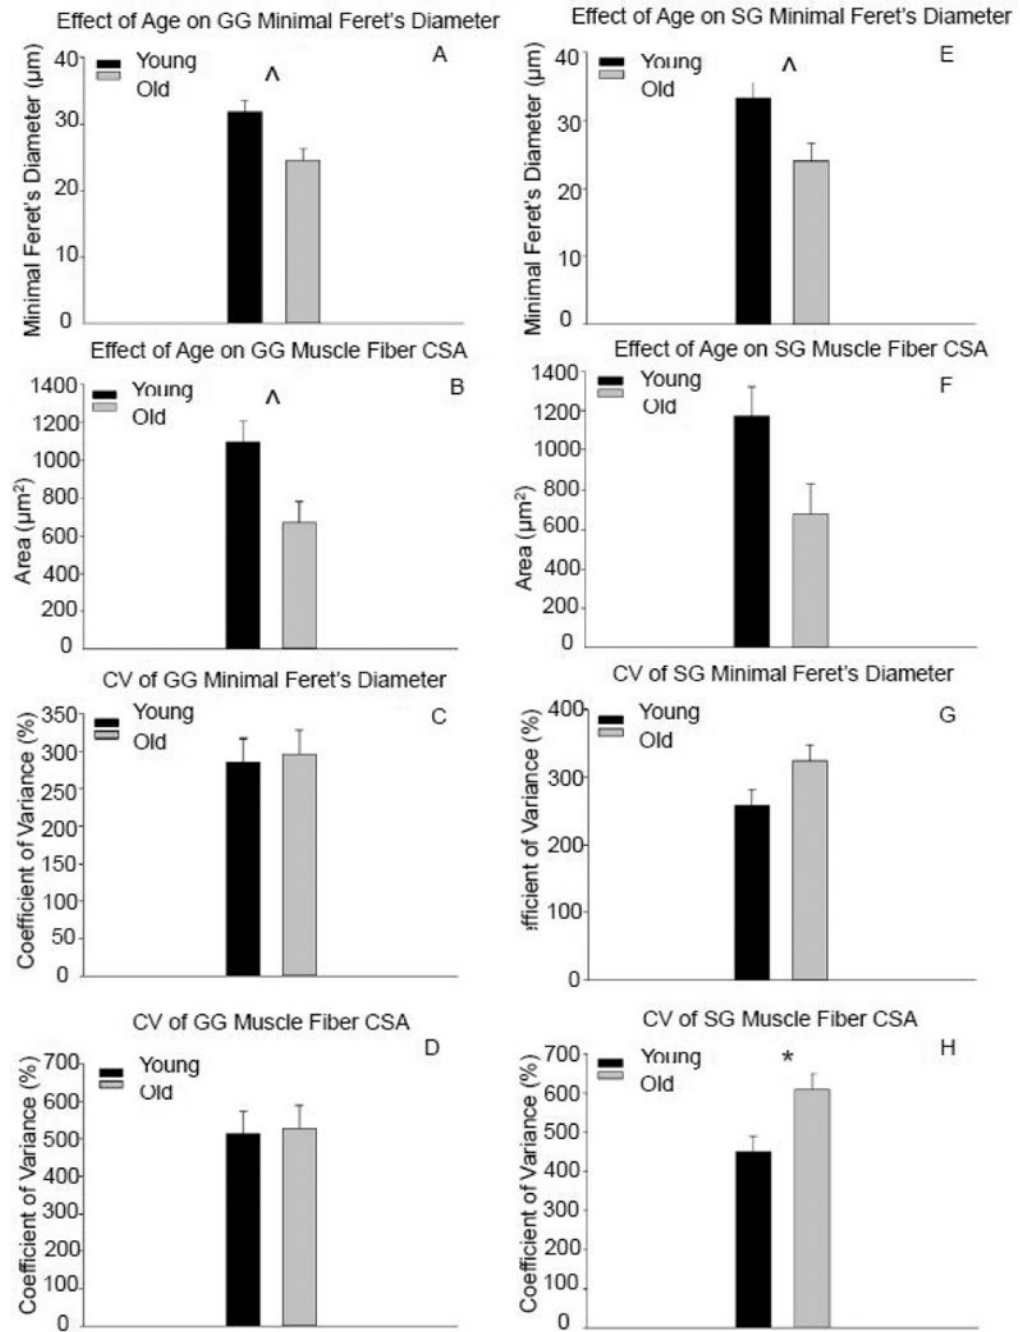 Effect of Age on GG Minimal Feret's Diameter
A
Young
Old
^
Minimal Feret's Diameter (µm)
40
30
20
10
0
Effect of Age on SG Minimal Feret's Diameter
E
Young
Old
^
Minimal Feret's Diameter (µm)
40
30
20
10
0
Effect of Age on GG Muscle Fiber CSA
B
Young
Old
^
Area (µm²)
1400
1200
1000
800
600
400
200
0
Effect of Age on SG Muscle Fiber CSA
F
Young
Old
Area (µm²)
1400
1200
1000
800
600
400
200
0
CV of GG Minimal Feret's Diameter
C
Young
Old
Coefficient of Variance (%)
350
300
250
200
150
100
50
0
CV of SG Minimal Feret's Diameter
G
Young
Old
efficient of Variance (%)
400
300
200
100
0
CV of GG Muscle Fiber CSA
D
Young
Old
Coefficient of Variance (%)
700
600
500
400
300
200
100
0
CV of SG Muscle Fiber CSA
H
Young
Old
*
Coefficient of Variance (%)
700
600
500
400
300
200
100
0